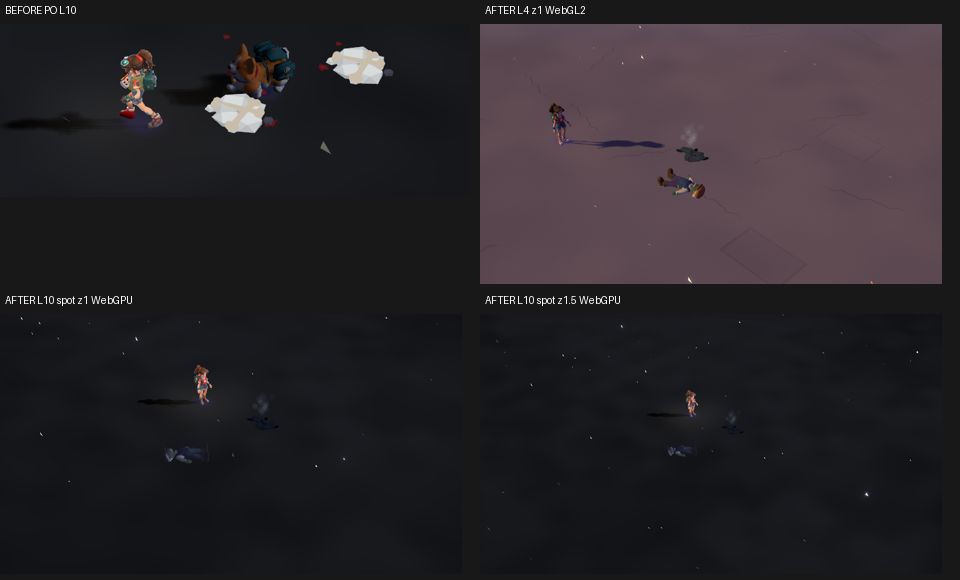 BEFORE PO L10
AFTER L4 z1 WebGL2
AFTER L10 spot z1 WebGPU
AFTER L10 spot z1.5 WebGPU